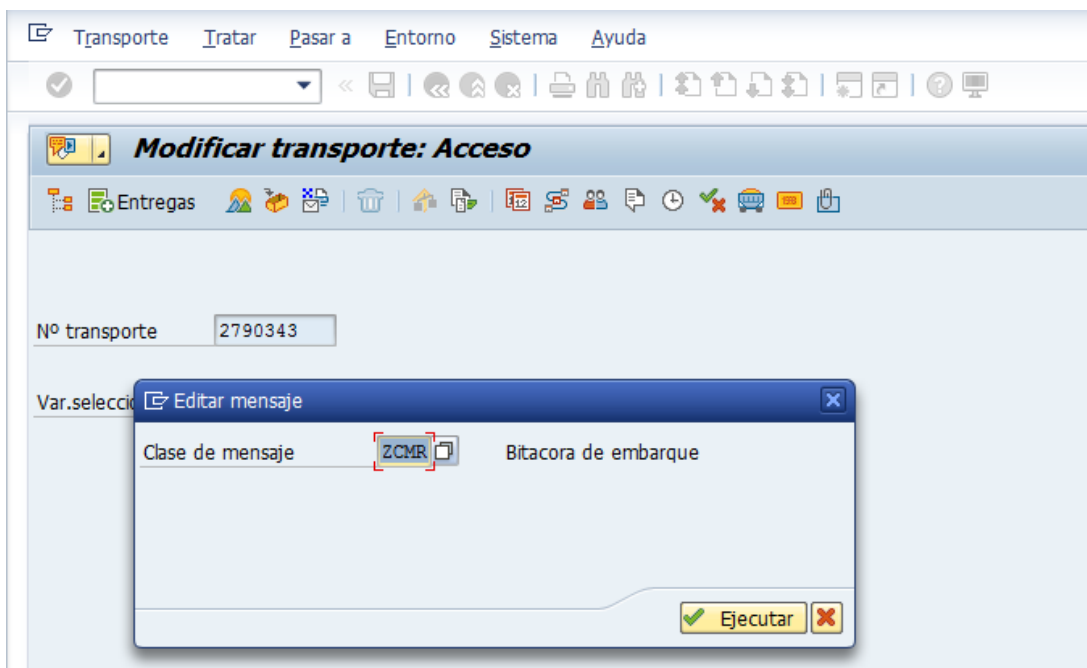 Transporte Tratar Pasar a Entorno Sistema Ayuda
Modificar transporte: Acceso
Entregas
Nº transporte 2790343
Var.selecci
Editar mensaje
Clase de mensaje ZCMR Bitacora de embarque
Ejecutar